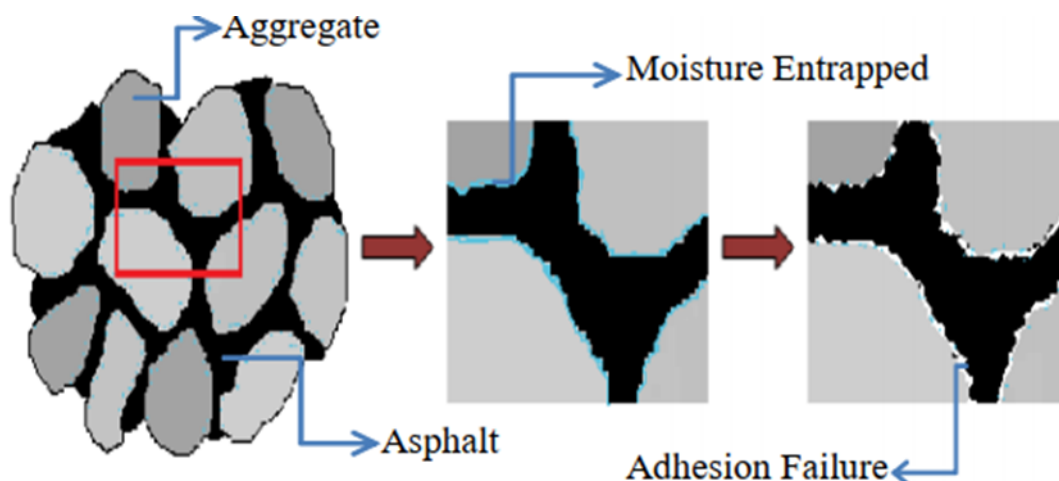 Aggregate
Moisture Entrapped
Asphalt
Adhesion Failure